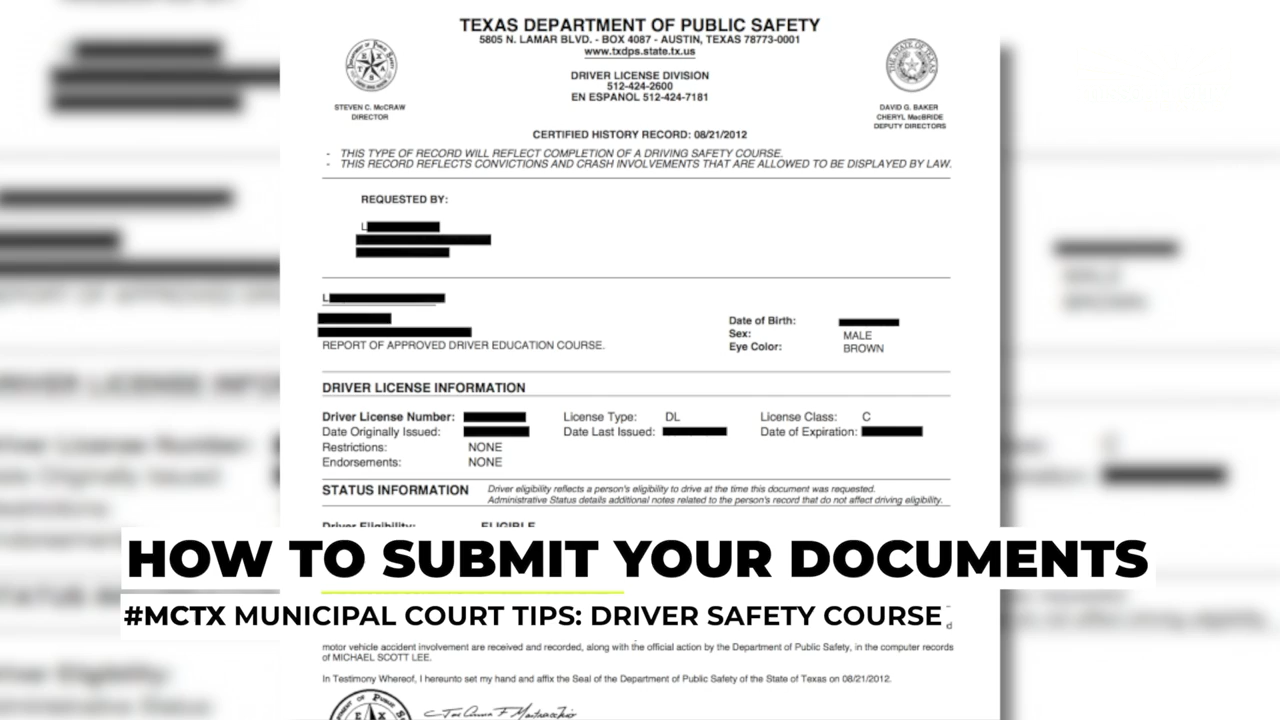 TEXAS DEPARTMENT OF PUBLIC SAFETY
5805 N. LAMAR BLVD. - BOX 4087 - AUSTIN, TEXAS 78773-0001
www.txdps.state.tx.us
DRIVER LICENSE DIVISION
512-424-2600
EN ESPANOL 512-424-7181
STEVEN C. McCRAW
DIRECTOR
DAVID G. BAKER
CHERYL MacBRIDE
DEPUTY DIRECTORS
CERTIFIED HISTORY RECORD: 08/21/2012
- THIS TYPE OF RECORD WILL REFLECT COMPLETION OF A DRIVING SAFETY COURSE.
- THIS RECORD REFLECTS CONVICTIONS AND CRASH INVOLVEMENTS THAT ARE ALLOWED TO BE DISPLAYED BY LAW.
REQUESTED BY:
L
L
REPORT OF APPROVED DRIVER EDUCATION COURSE.
Date of Birth:
Sex: MALE
Eye Color: BROWN
DRIVER LICENSE INFORMATION
Driver License Number: License Type: DL License Class: C
Date Originally Issued: Date Last Issued: Date of Expiration:
Restrictions: NONE
Endorsements: NONE
STATUS INFORMATION Driver eligibility reflects a person's eligibility to drive at the time this document was requested.
Administrative Status details additional notes related to the person's record that do not affect driving eligibility.
Driver Eligibility: ELIGIBLE
HOW TO SUBMIT YOUR DOCUMENTS
#MCTX MUNICIPAL COURT TIPS: DRIVER SAFETY COURSE
motor vehicle accident involvement are received and recorded, along with the official action by the Department of Public Safety, in the computer records
of MICHAEL SCOTT LEE.
In Testimony Whereof, I hereunto set my hand and affix the Seal of the Department of Public Safety of the State of Texas on 08/21/2012.